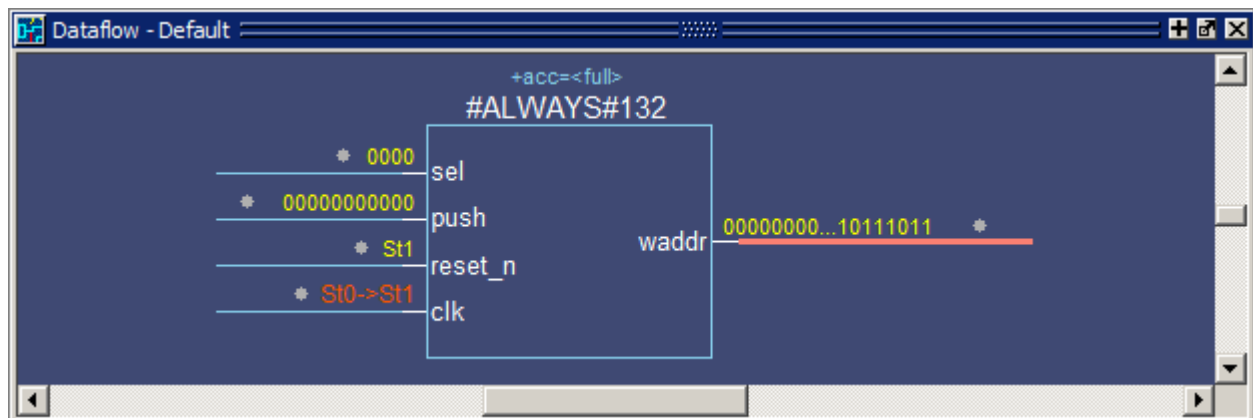 Dataflow - Default
+acc=<full>
#ALWAYS#132
0000
sel
00000000000
push
00000000...10111011
waddr
St1
reset_n
St0->St1
clk